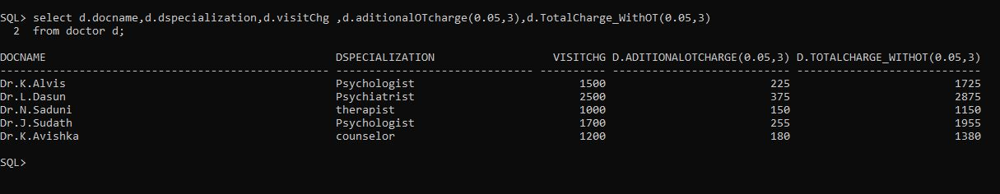 SQL> select d.docname,d.dspecialization,d.visitChg ,d.aditionalOTcharge(0.05,3),d.TotalCharge_WithOT(0.05,3)
  2  from doctor d;
DOCNAME                                            DSPECIALIZATION                 VISITCHG D.ADITIONALOTCHARGE(0.05,3) D.TOTALCHARGE_WITHOT(0.05,3)
-------------------------------------------------- ------------------------------ ---------- --------------------------- ----------------------------
Dr.K.Alvis                                         Psychologist                         1500                         225                         1725
Dr.L.Dasun                                         Psychiatrist                         2500                         375                         2875
Dr.N.Saduni                                        therapist                            1000                         150                         1150
Dr.J.Sudath                                        Psychologist                         1700                         255                         1955
Dr.K.Avishka                                       counselor                            1200                         180                         1380
SQL>